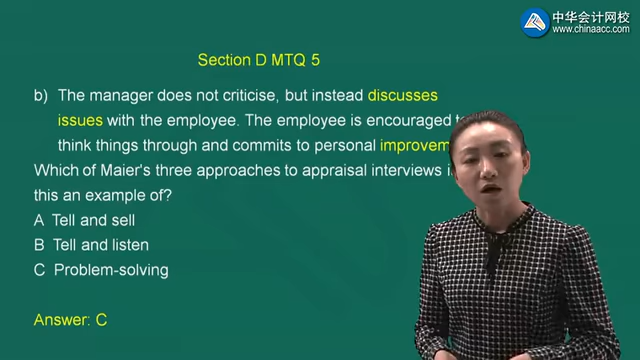 中华会计网校
www.chinaacc.com
Section D MTQ 5
b) The manager does not criticise, but instead discusses
issues with the employee. The employee is encouraged
think things through and commits to personal
Which of Maier's three approaches to appraisal interviews
this an example of?
A Tell and sell
B Tell and listen
C Problem-solving
Answer: C